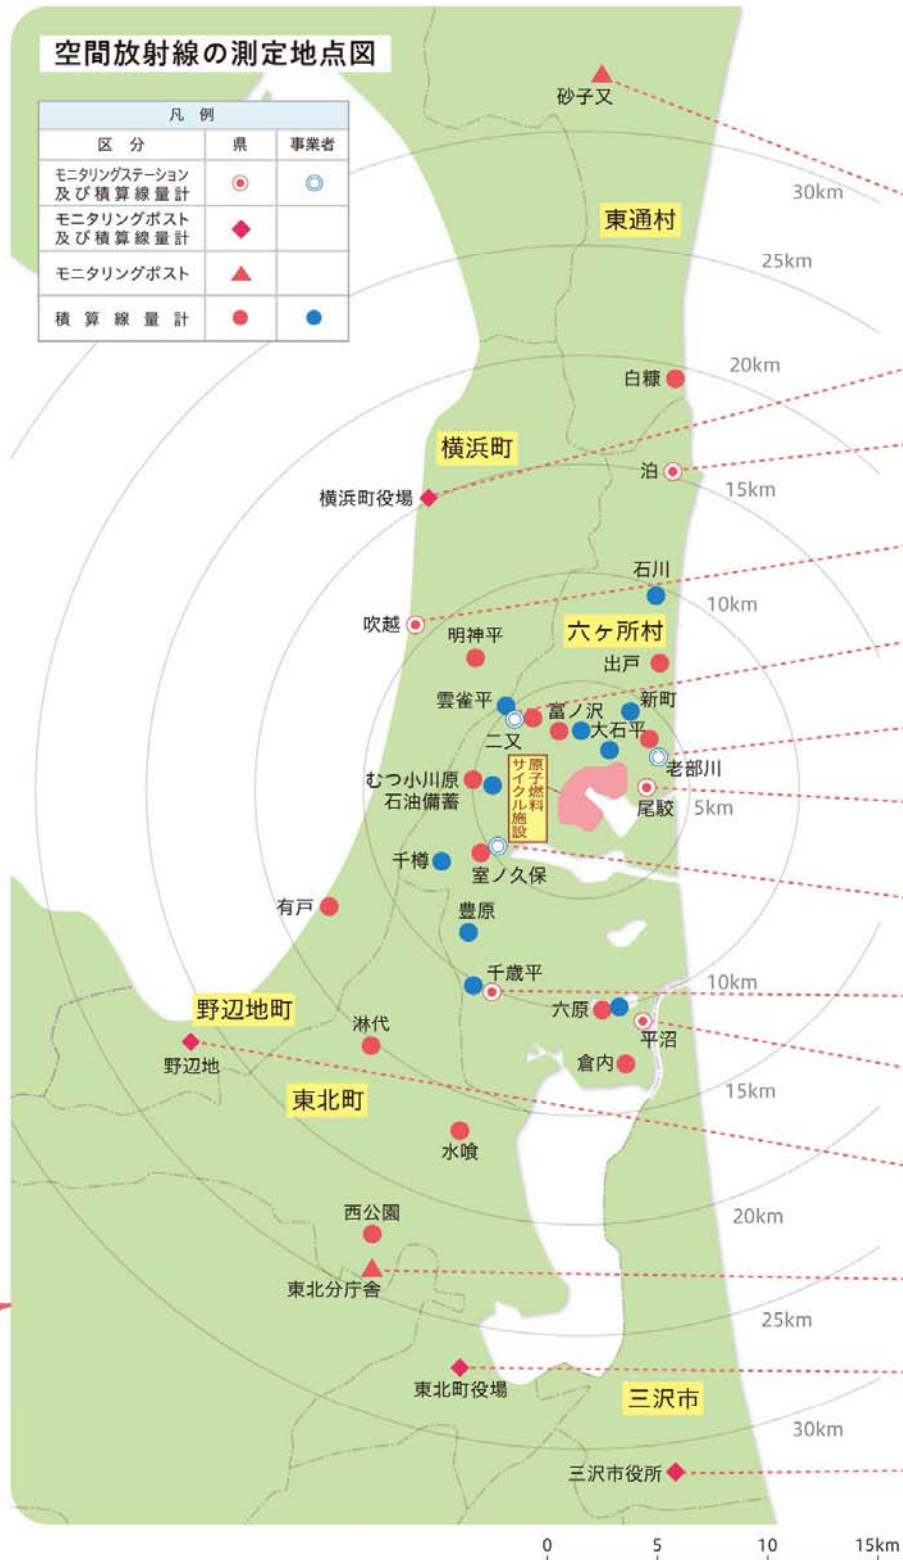 空間放射線の測定地点図
凡 例
区 分 県 事業者
モニタリングステーション
及び積算線量計
モニタリングポスト
及び積算線量計
モニタリングポスト
積 算 線 量 計
砂子又
30km
東通村
25km
20km
白糠
横浜町
泊
15km
横浜町役場
石川
10km
吹越
六ヶ所村
明神平
出戸
雲雀平
新町
富ノ沢
大石平
二又
老部川
むつ小川原
石油備蓄
原子燃料
サイクル施設
尾駮
5km
千樽
室ノ久保
有戸
豊原
千歳平
10km
野辺地町
六原
淋代
平沼
野辺地
倉内
東北町
15km
水喰
西公園
20km
東北分庁舎
25km
東北町役場
三沢市
30km
三沢市役所
0 5 10 15km